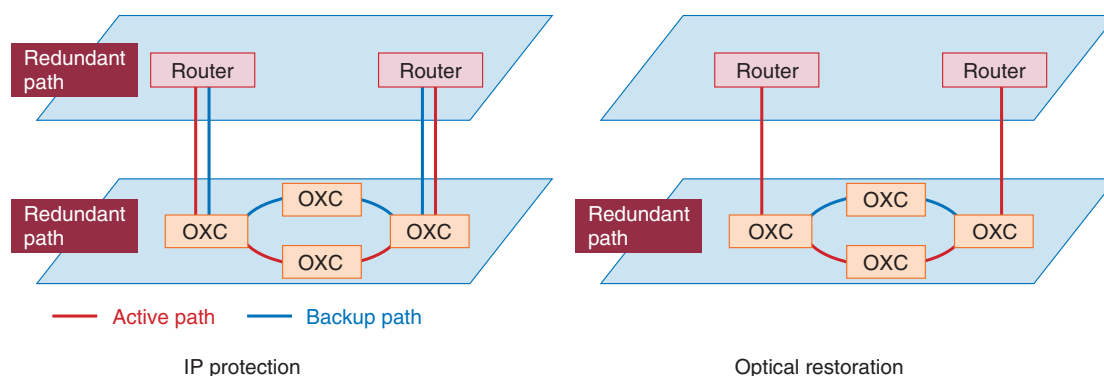 Redundant
path
Router
Router
Redundant
path
OXC
OXC
OXC
OXC
Active path
Backup path
IP protection
Router
Router
Redundant
path
OXC
OXC
OXC
OXC
Optical restoration